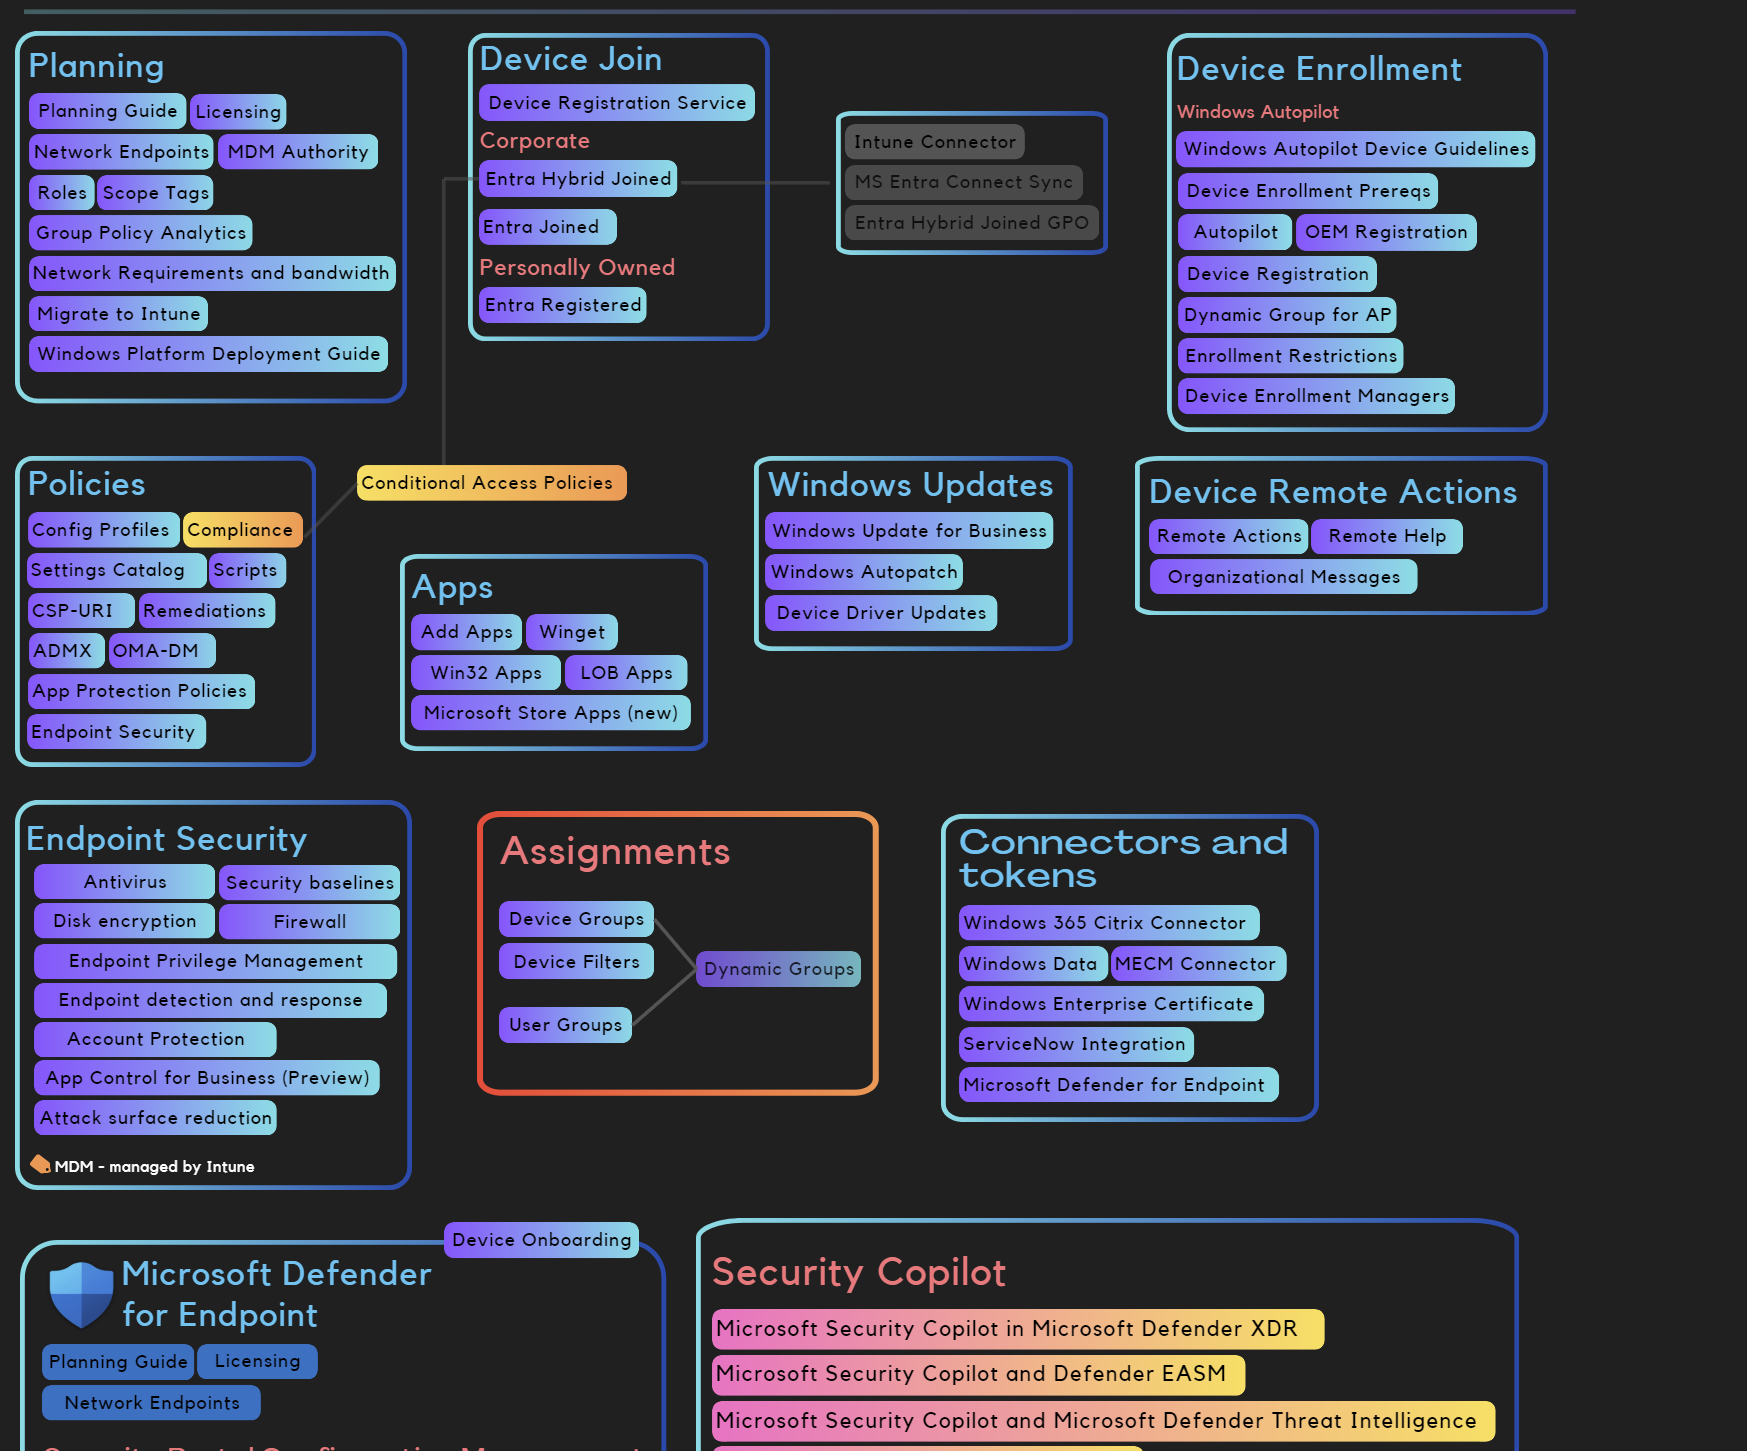 Planning
Planning Guide
Licensing
Network Endpoints
MDM Authority
Roles
Scope Tags
Group Policy Analytics
Network Requirements and bandwidth
Migrate to Intune
Windows Platform Deployment Guide
Device Join
Device Registration Service
Corporate
Entra Hybrid Joined
Entra Joined
Personally Owned
Entra Registered
Intune Connector
MS Entra Connect Sync
Entra Hybrid Joined GPO
Device Enrollment
Windows Autopilot
Windows Autopilot Device Guidelines
Device Enrollment Prereqs
Autopilot
OEM Registration
Device Registration
Dynamic Group for AP
Enrollment Restrictions
Device Enrollment Managers
Policies
Config Profiles
Compliance
Settings Catalog
Scripts
CSP-URI
Remediations
ADMX
OMA-DM
App Protection Policies
Endpoint Security
Conditional Access Policies
Apps
Add Apps
Winget
Win32 Apps
LOB Apps
Microsoft Store Apps (new)
Windows Updates
Windows Update for Business
Windows Autopatch
Device Driver Updates
Device Remote Actions
Remote Actions
Remote Help
Organizational Messages
Endpoint Security
Antivirus
Security baselines
Disk encryption
Firewall
Endpoint Privilege Management
Endpoint detection and response
Account Protection
App Control for Business (Preview)
Attack surface reduction
MDM - managed by Intune
Assignments
Device Groups
Device Filters
User Groups
Dynamic Groups
Connectors and
tokens
Windows 365 Citrix Connector
Windows Data
MECM Connector
Windows Enterprise Certificate
ServiceNow Integration
Microsoft Defender for Endpoint
Device Onboarding
Microsoft Defender
for Endpoint
Planning Guide
Licensing
Network Endpoints
Security Copilot
Microsoft Security Copilot in Microsoft Defender XDR
Microsoft Security Copilot and Defender EASM
Microsoft Security Copilot and Microsoft Defender Threat Intelligence